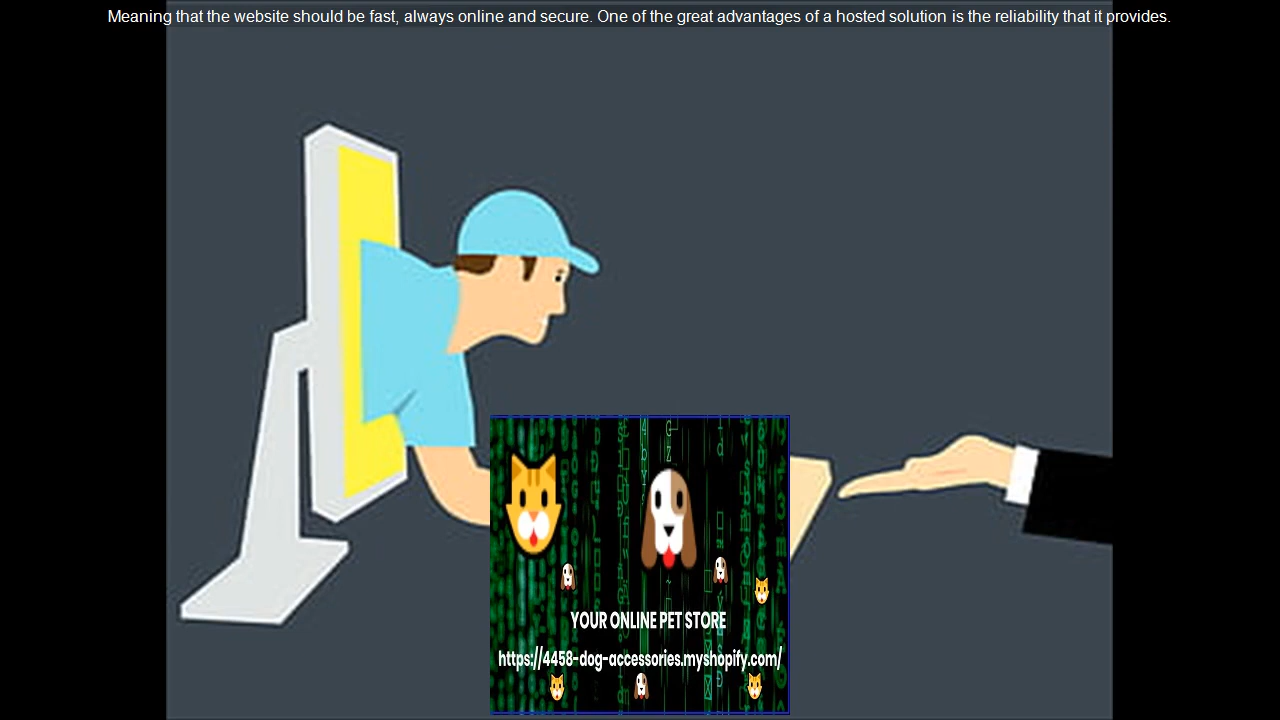 Meaning that the website should be fast, always online and secure. One of the great advantages of a hosted solution is the reliability that it provides.
YOUR ONLINE PET STORE
https://4458-dog-accessories.myshopify.com/